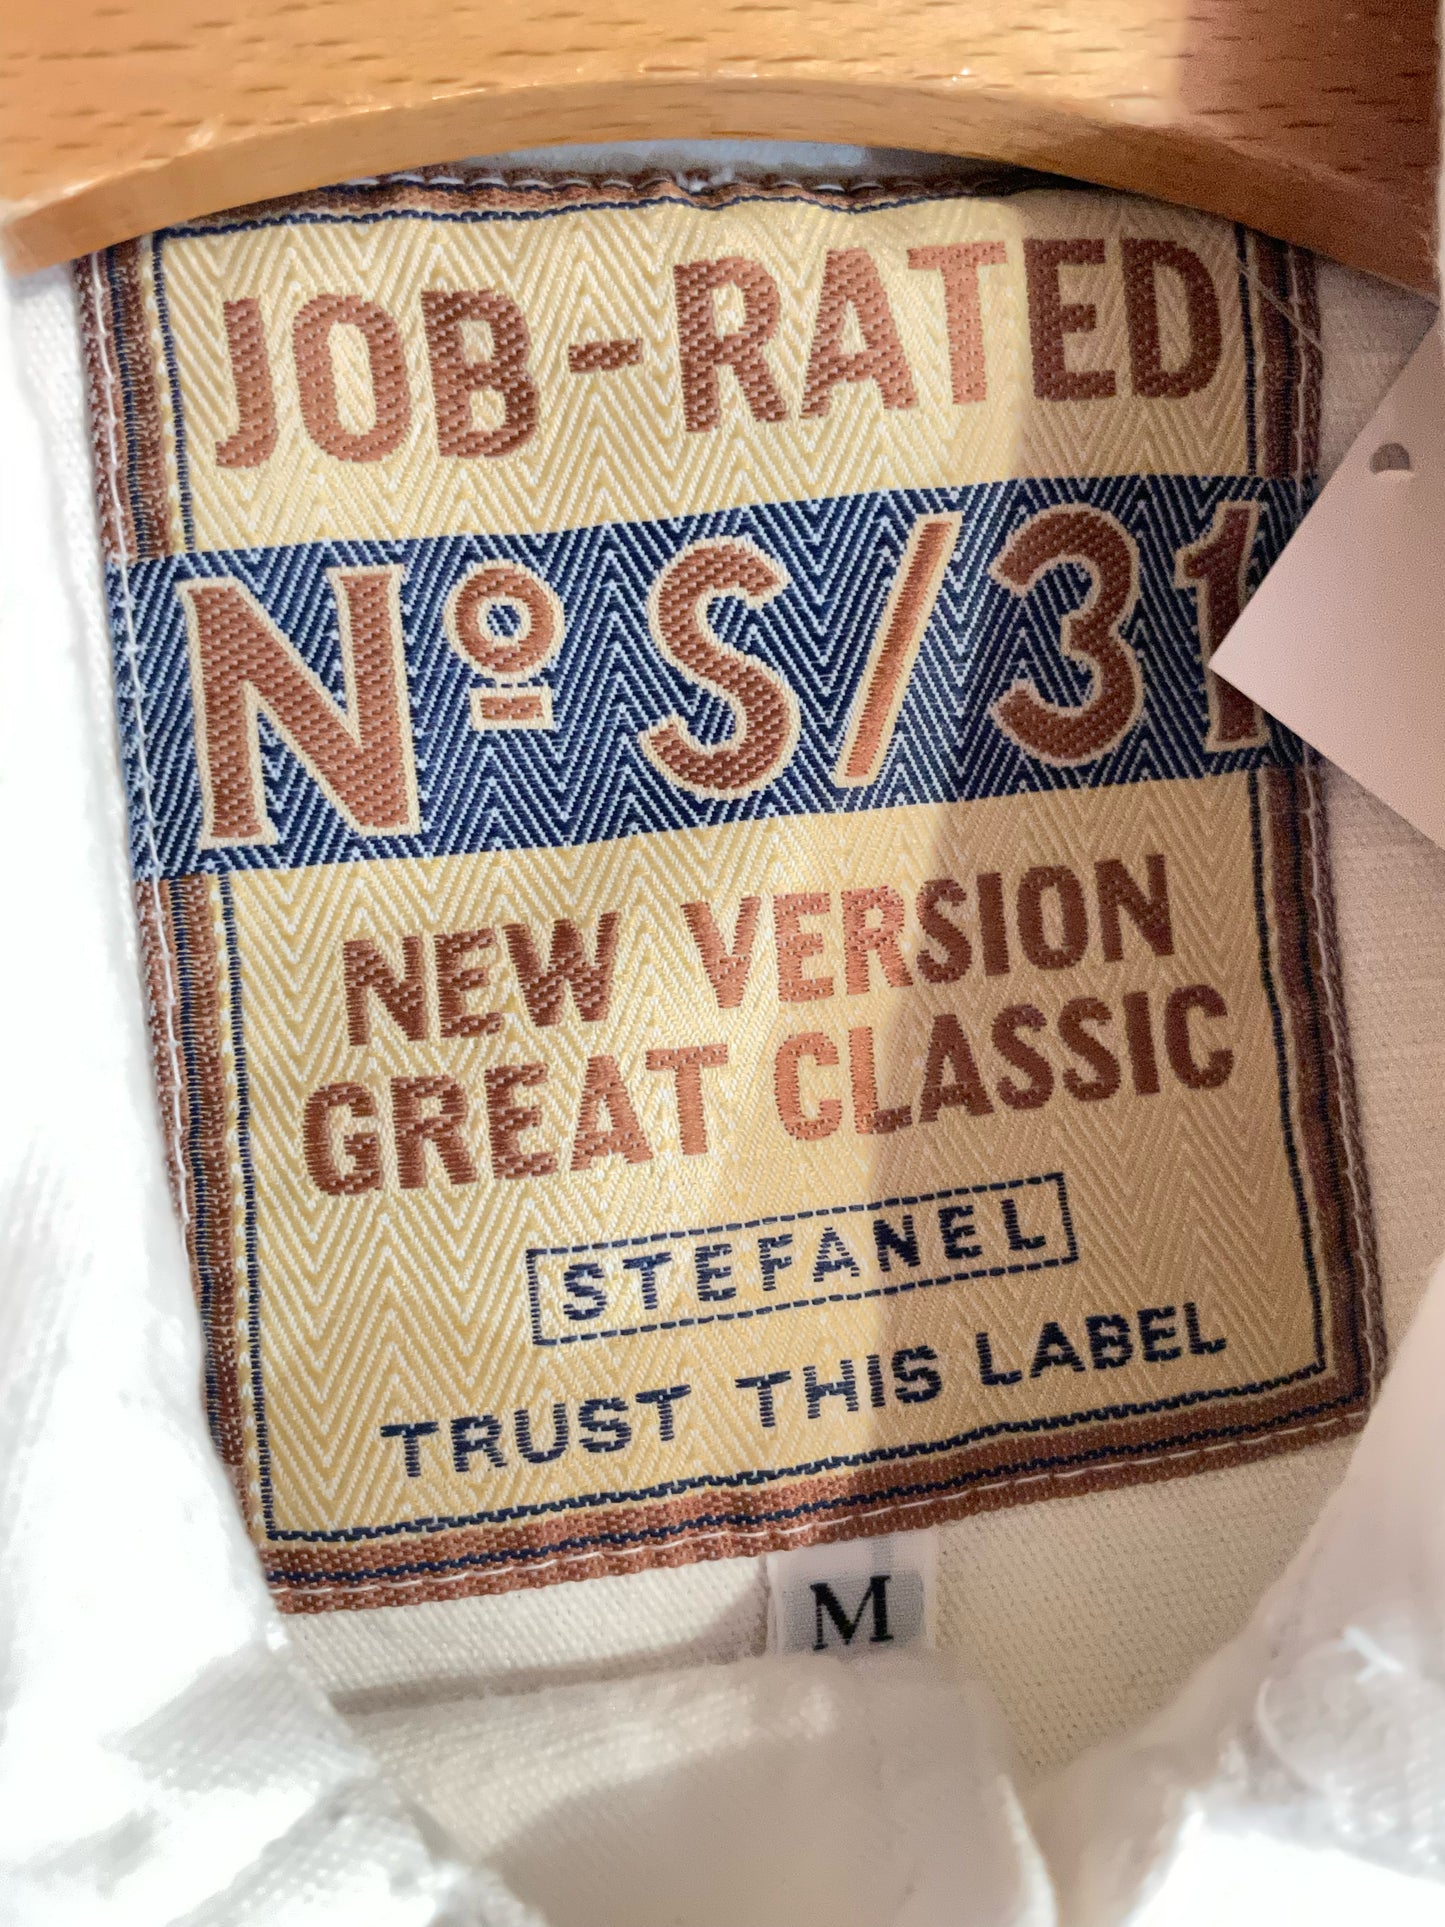 JOB-RATED
Nº S/31
NEW VERSION
GREAT CLASSIC
STEFANEL
TRUST THIS LABEL
M